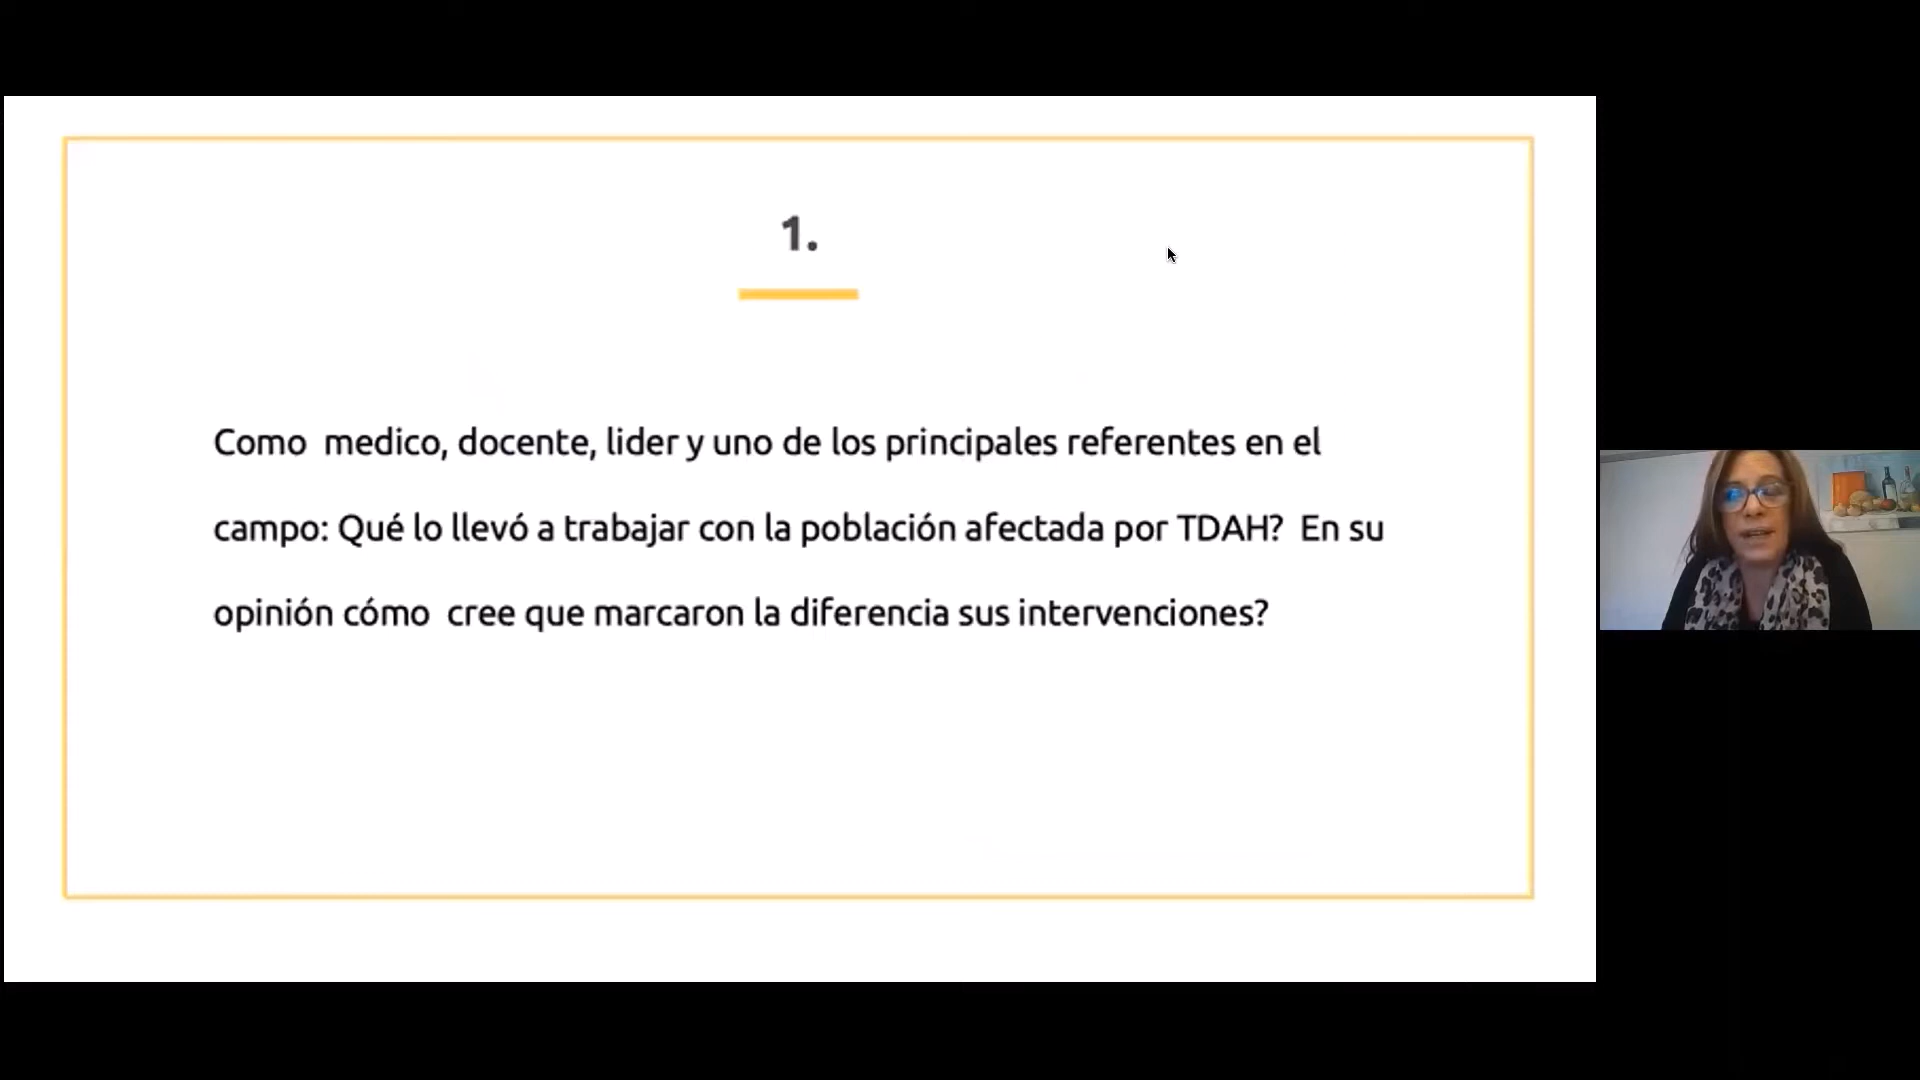 1.
Como medico, docente, lider y uno de los principales referentes en el
campo: Qué lo llevó a trabajar con la población afectada por TDAH? En su
opinión cómo cree que marcaron la diferencia sus intervenciones?